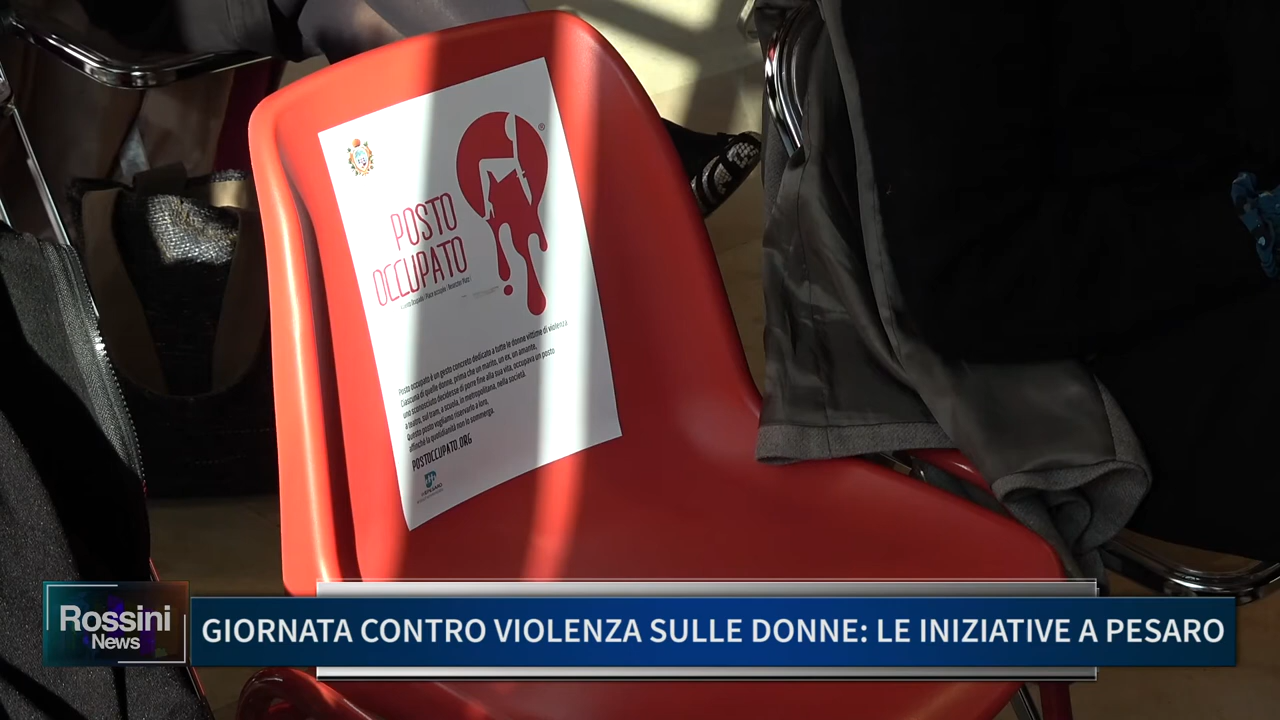 ®
POSTO
OCCUPATO
Posto occupato è un gesto concreto dedicato a tutte le donne vittime di violenza
Ciascuna di quelle donne, prima che un marito, un ex, un amante,
uno sconosciuto decidesse di porre fine alla sua vita, occupava un posto
a teatro, sul tram, a scuola, in metropolitana, nella società.
Questo posto vogliamo riservarlo a loro,
affinché la quotidianità non lo sommerga.
POSTOCCUPATO.ORG
Rossini
News
GIORNATA CONTRO VIOLENZA SULLE DONNE: LE INIZIATIVE A PESARO